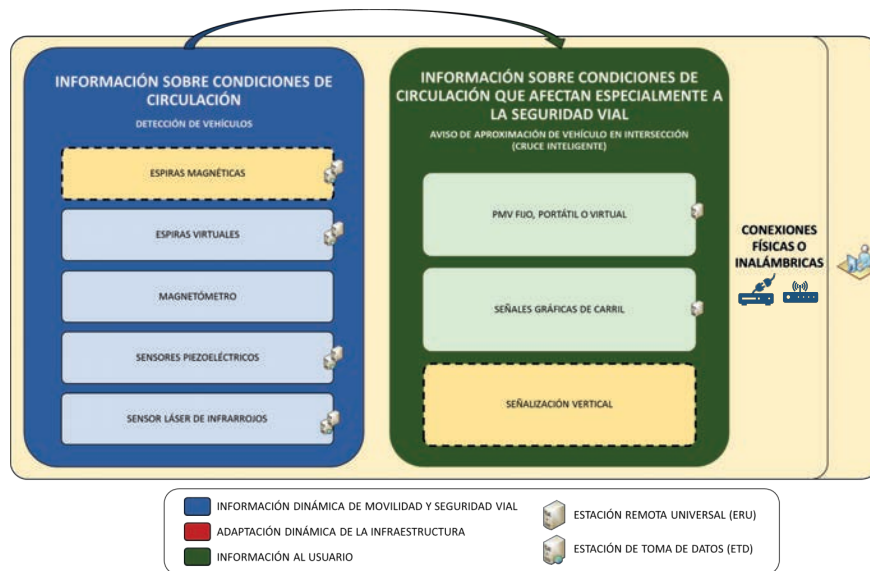 INFORMACIÓN SOBRE CONDICIONES DE
CIRCULACIÓN
DETECCIÓN DE VEHÍCULOS
ESPIRAS MAGNÉTICAS
ESPIRAS VIRTUALES
MAGNETÓMETRO
SENSORES PIEZOELÉCTRICOS
SENSOR LÁSER DE INFRARROJOS
INFORMACIÓN SOBRE CONDICIONES DE
CIRCULACIÓN QUE AFECTAN ESPECIALMENTE A
LA SEGURIDAD VIAL
AVISO DE APROXIMACIÓN DE VEHÍCULO EN INTERSECCIÓN
(CRUCE INTELIGENTE)
PMV FIJO, PORTÁTIL O VIRTUAL
SEÑALES GRÁFICAS DE CARRIL
SEÑALIZACIÓN VERTICAL
CONEXIONES
FÍSICAS O
INALÁMBRICAS
INFORMACIÓN DINÁMICA DE MOVILIDAD Y SEGURIDAD VIAL
ADAPTACIÓN DINÁMICA DE LA INFRAESTRUCTURA
INFORMACIÓN AL USUARIO
ESTACIÓN REMOTA UNIVERSAL (ERU)
ESTACIÓN DE TOMA DE DATOS (ETD)